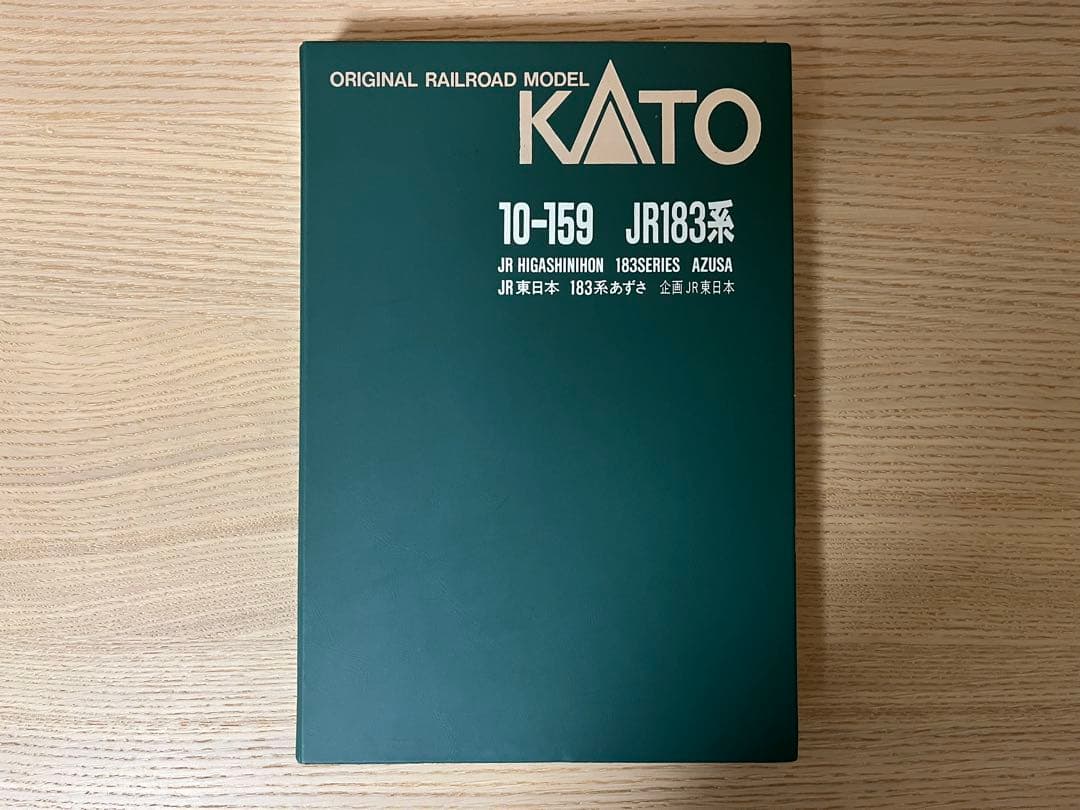 ORIGINAL RAILROAD MODEL
KATO
10-159 JR183系
JR HIGASHINIHON 183SERIES AZUSA
JR東日本 183系あずさ 企画 JR東日本